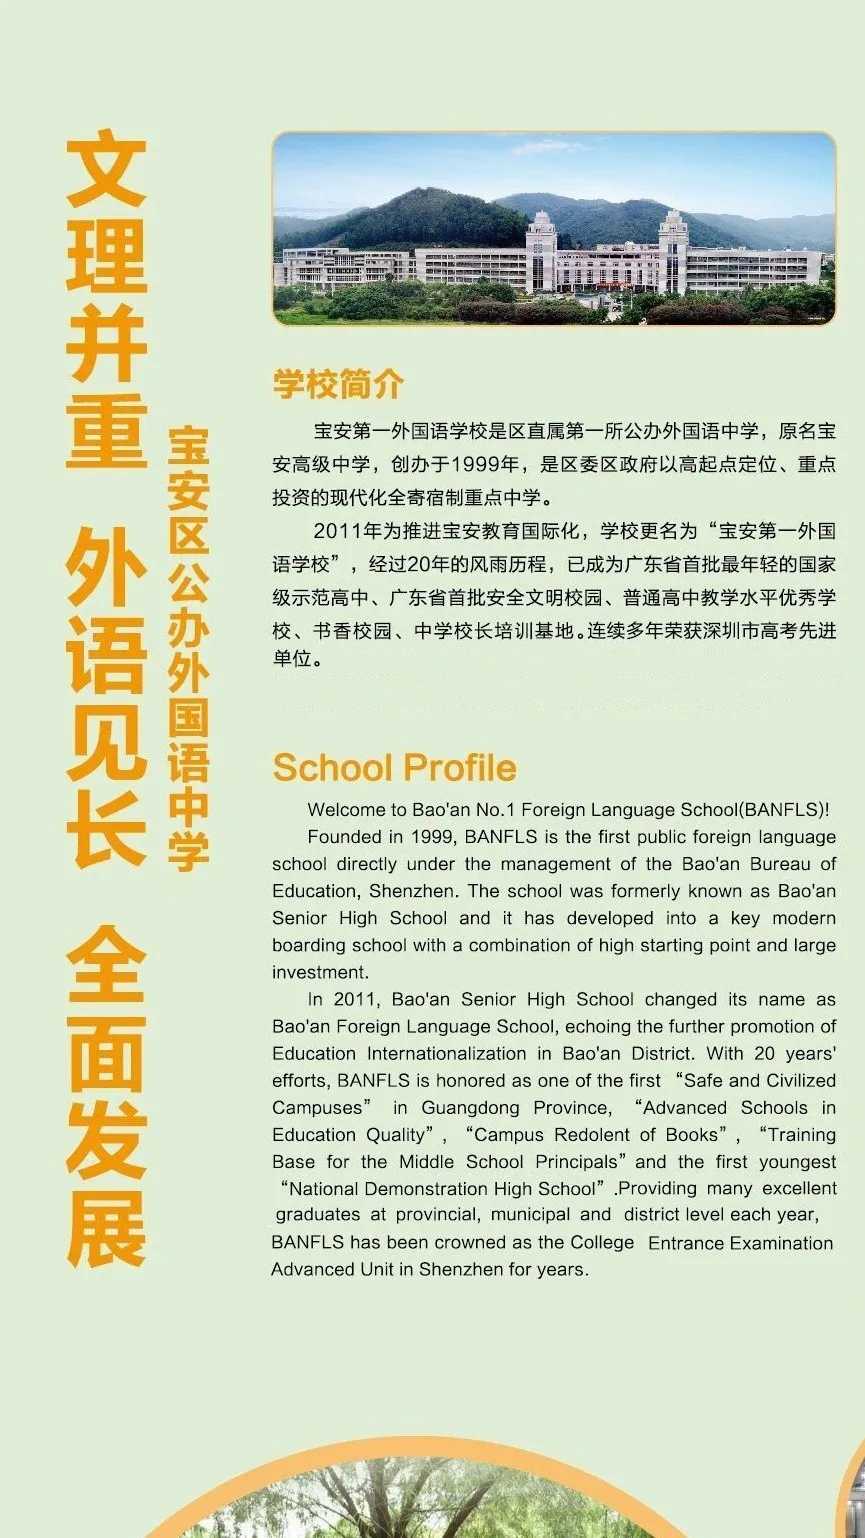 文理并重 外语见长 全面发展
宝安区公办外国语中学
学校简介
宝安第一外国语学校是区直属第一所公办外国语中学，原名宝
安高级中学，创办于1999年，是区委区政府以高起点定位、重点
投资的现代化全寄宿制重点中学。
2011年为推进宝安教育国际化，学校更名为“宝安第一外国
语学校”，经过20年的风雨历程，已成为广东省首批最年轻的国家
级示范高中、广东省首批安全文明校园、普通高中教学水平优秀学
校、书香校园、中学校长培训基地。连续多年荣获深圳市高考先进
单位。
School Profile
Welcome to Bao'an No.1 Foreign Language School(BANFLS)!
Founded in 1999, BANFLS is the first public foreign language
school directly under the management of the Bao'an Bureau of
Education, Shenzhen. The school was formerly known as Bao'an
Senior High School and it has developed into a key modern
boarding school with a combination of high starting point and large
investment.
In 2011, Bao'an Senior High School changed its name as
Bao'an Foreign Language School, echoing the further promotion of
Education Internationalization in Bao'an District. With 20 years'
efforts, BANFLS is honored as one of the first “Safe and Civilized
Campuses” in Guangdong Province, “Advanced Schools in
Education Quality”, “Campus Redolent of Books”, “Training
Base for the Middle School Principals” and the first youngest
“National Demonstration High School”.Providing many excellent
graduates at provincial, municipal and district level each year,
BANFLS has been crowned as the College Entrance Examination
Advanced Unit in Shenzhen for years.